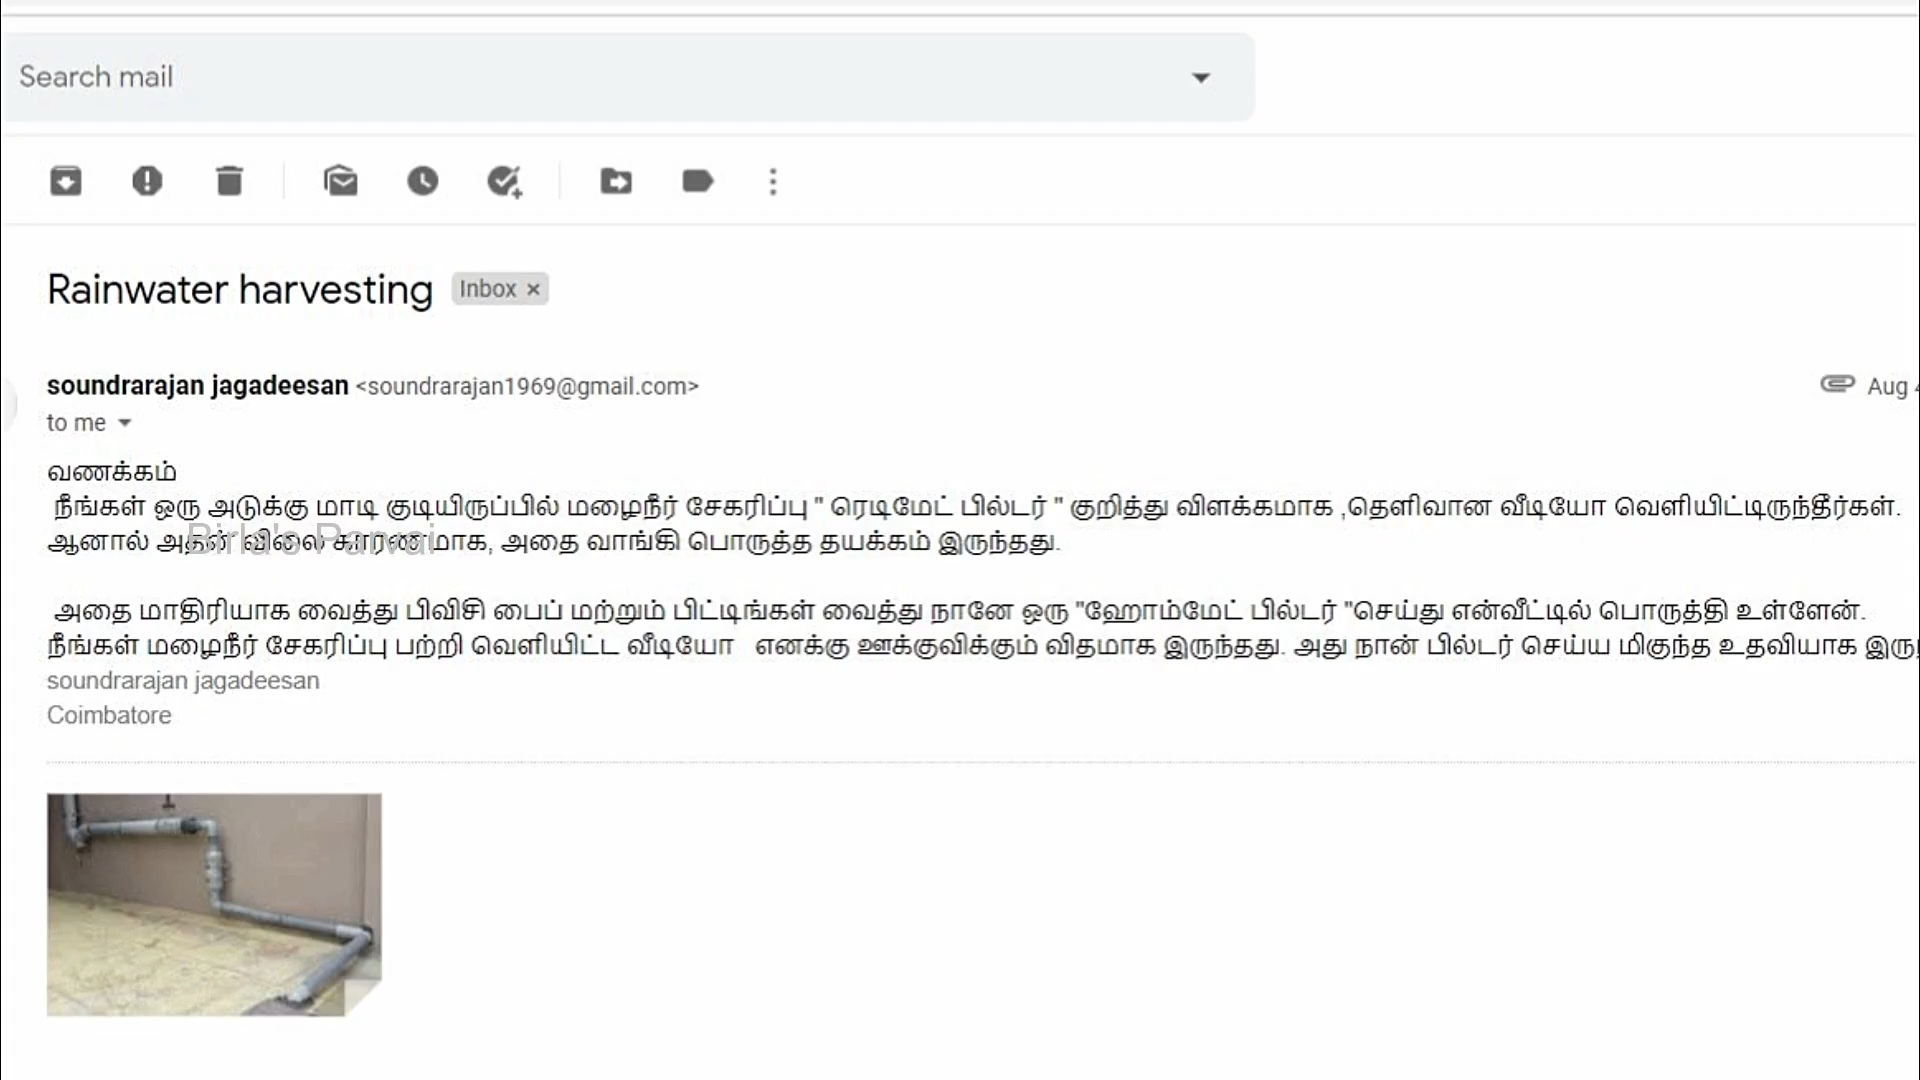 Search mail
Rainwater harvesting Inbox ×
soundrarajan jagadeesan <soundrarajan1969@gmail.com> Aug
to me
வணக்கம்
நீங்கள் ஒரு அடுக்கு மாடி குடியிருப்பில் மழைநீர் சேகரிப்பு " ரெடிமேட் பில்டர் " குறித்து விளக்கமாக ,தெளிவான வீடியோ வெளியிட்டிருந்தீர்கள்.
ஆனால் அதன் விலை காரணமாக, அதை வாங்கி பொருத்த தயக்கம் இருந்தது.
Birla's Parvai
அதை மாதிரியாக வைத்து பிவிசி பைப் மற்றும் பிட்டிங்கள் வைத்து நானே ஒரு "ஹோம்மேட் பில்டர் "செய்து என்வீட்டில் பொருத்தி உள்ளேன்.
நீங்கள் மழைநீர் சேகரிப்பு பற்றி வெளியிட்ட வீடியோ எனக்கு ஊக்குவிக்கும் விதமாக இருந்தது. அது நான் பில்டர் செய்ய மிகுந்த உதவியாக
soundrarajan jagadeesan
Coimbatore